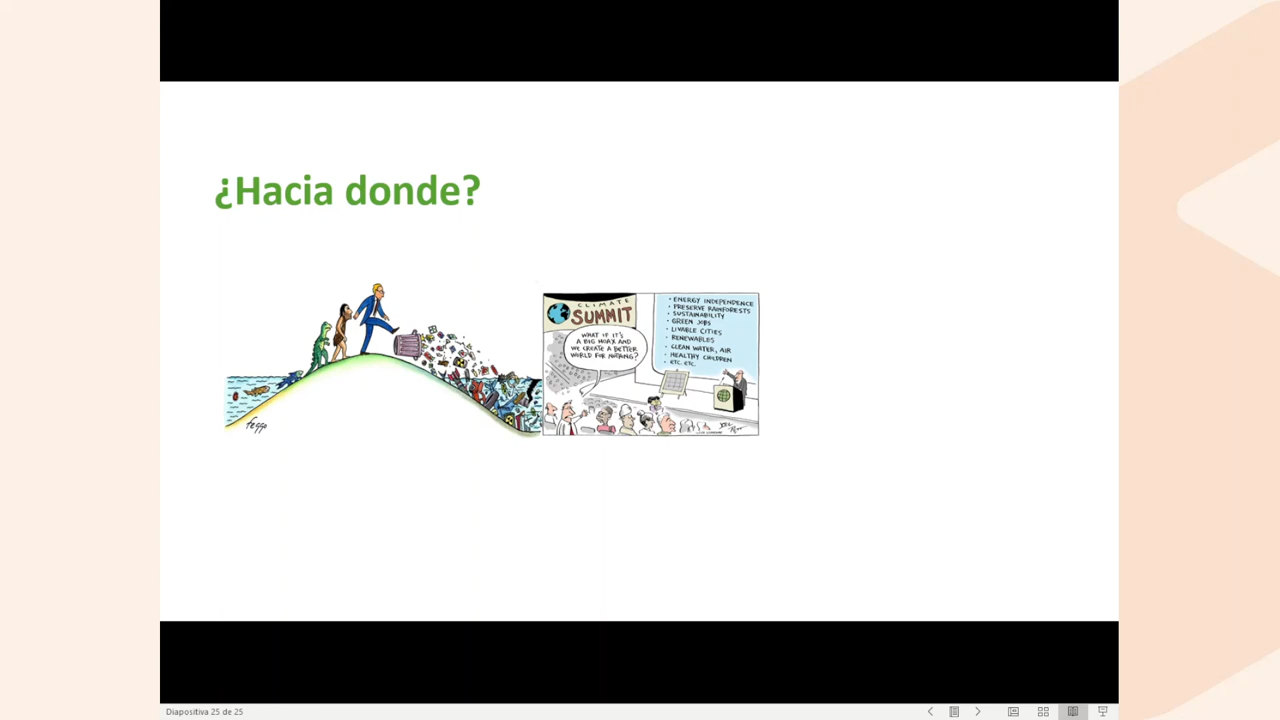 ¿Hacia donde?
feggo
CLIMATE
SUMMIT
WHAT IF IT'S
A BIG HOAX AND
WE CREATE A BETTER
WORLD FOR NOTHING?
• ENERGY INDEPENDENCE
• PRESERVE RAINFORESTS
• SUSTAINABILITY
• GREEN JOBS
• LIVABLE CITIES
• RENEWABLES
• CLEAN WATER, AIR
• HEALTHY CHILDREN
• ETC. ETC.
Diapositiva 25 de 25